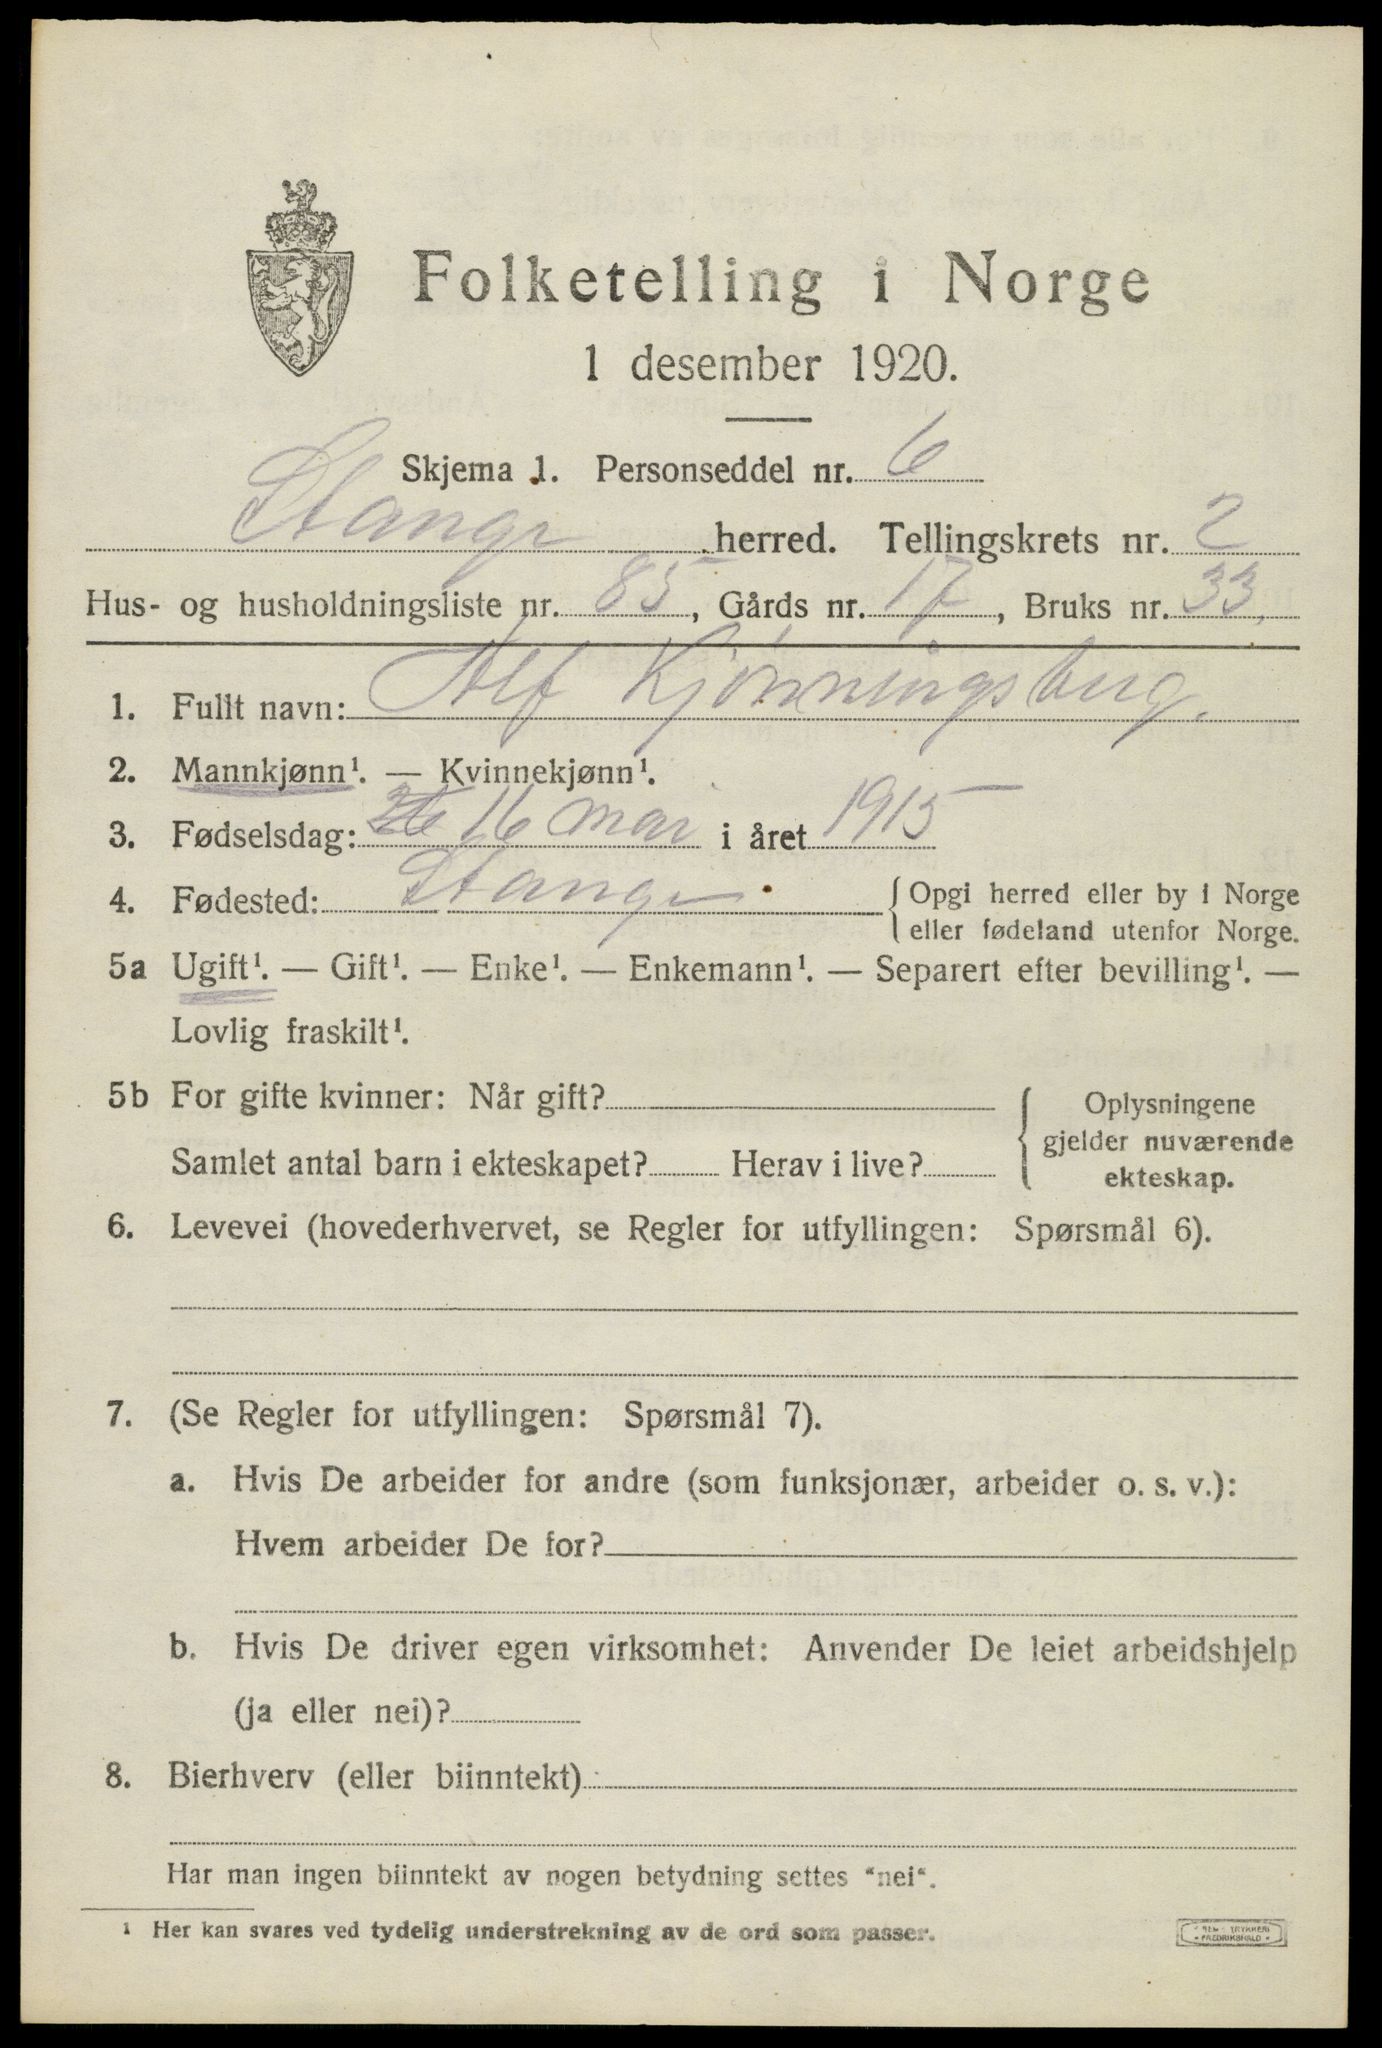 Folketelling i Norge
1 desember 1920.
Skjema 1. Personseddel nr. 6
Stange herred. Tellingskrets nr. 2
Hus- og husholdningsliste nr. 85, Gårds nr. 17, Bruks nr. 33,
1. Fullt navn: Alf Kjønningsberg.
2. Mannkjønn¹. — Kvinnekjønn¹.
3. Fødselsdag: 26 16 mai i året 1915
4. Fødested: Stange
{ Opgi herred eller by i Norge
eller fødeland utenfor Norge.
5a Ugift¹. — Gift¹. — Enke¹. — Enkemann¹. — Separert efter bevilling¹. —
Lovlig fraskilt¹.
5b For gifte kvinner: Når gift?
Samlet antal barn i ekteskapet? Herav i live?
{ Oplysningene
gjelder nuværende
ekteskap.
6. Levevei (hovederhvervet, se Regler for utfyllingen: Spørsmål 6).
7. (Se Regler for utfyllingen: Spørsmål 7).
a. Hvis De arbeider for andre (som funksjonær, arbeider o. s. v.):
Hvem arbeider De for?
b. Hvis De driver egen virksomhet: Anvender De leiet arbeidshjelp
(ja eller nei)?
8. Bierhverv (eller biinntekt)
Har man ingen biinntekt av nogen betydning settes "nei".
¹ Her kan svares ved tydelig understrekning av de ord som passer.
TRYKKERI
FREDRIKSHALD